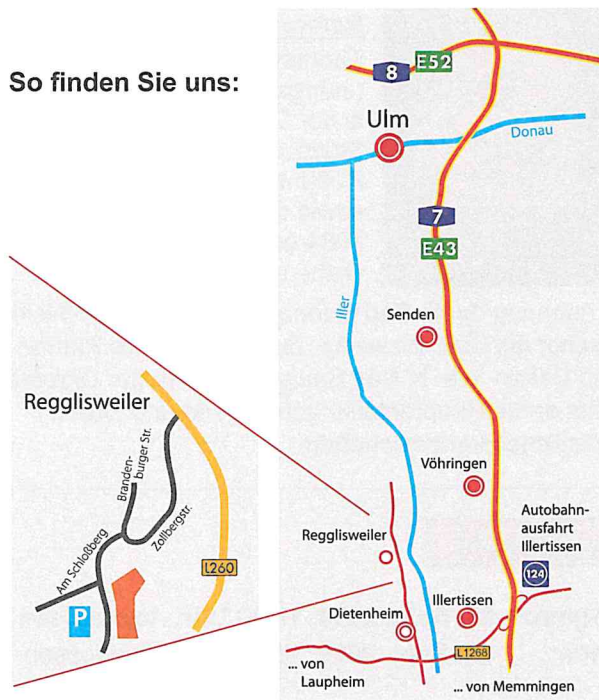 So finden Sie uns:
8
E52
Ulm
Donau
7
E43
Iller
Senden
Vöhringen
Regglisweiler
Autobahn-
ausfahrt
Illertissen
124
Dietenheim
Illertissen
L1268
... von
Laupheim
... von Memmingen
Regglisweiler
Branden-
burger Str.
Zollbergstr.
Am Schloßberg
L260
P